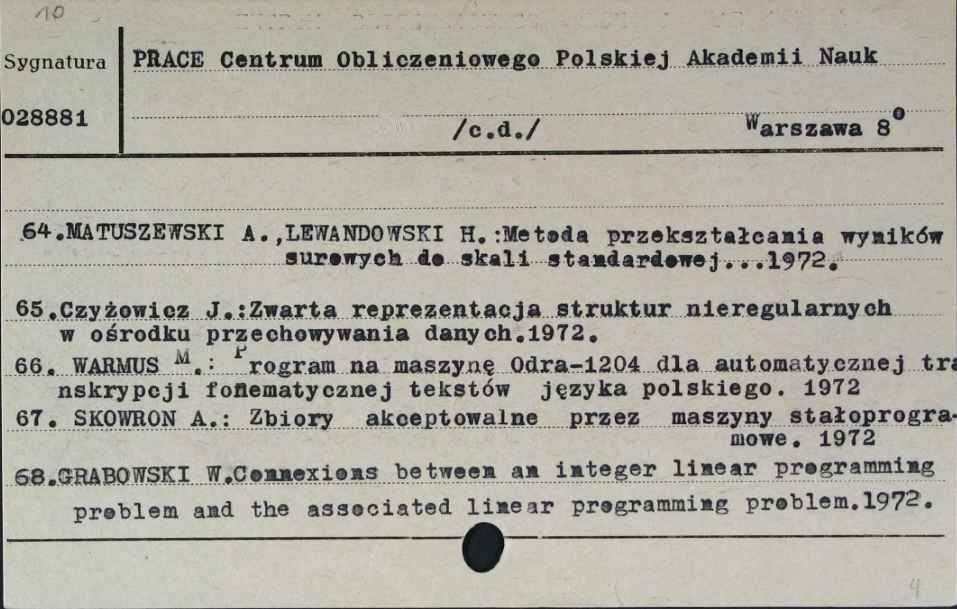 10
Sygnatura PRACE Centrum Obliczeniowego Polskiej Akademii Nauk
028881 /c.d./ Warszawa 8°
64.MATUSZEWSKI A.,LEWANDOWSKI H.:Metoda przekształcania wyników
surowych do skali standardowej...1972.
65.Czyżowicz J.:Zwarta reprezentacja struktur nieregularnych
w ośrodku przechowywania danych.1972.
66. WARMUS M.: Program na maszynę Odra-1204 dla automatycznej tra
nskrypcji fonematycznej tekstów języka polskiego. 1972
67. SKOWRON A.: Zbiory akceptowalne przez maszyny stałoprogra-
mowe. 1972
68.GRABOWSKI W.Connexions between an integer linear programming
problem and the associated linear programming problem.1972.
4